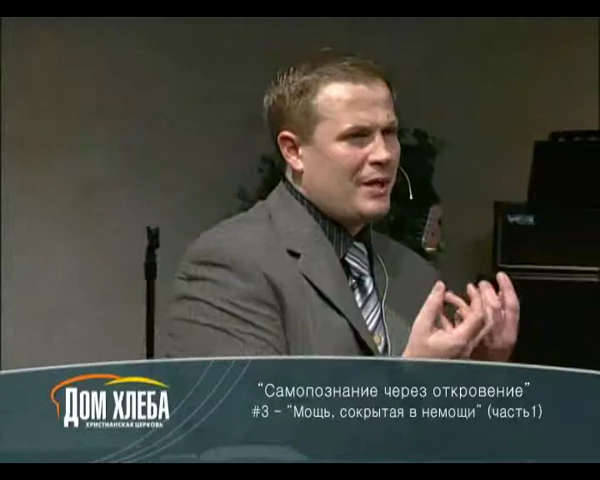 “Самопознание через откровение”
#3 – “Мощь, сокрытая в немощи” (часть1)
ДОМ ХЛЕБА
ХРИСТИАНСКАЯ ЦЕРКОВЬ